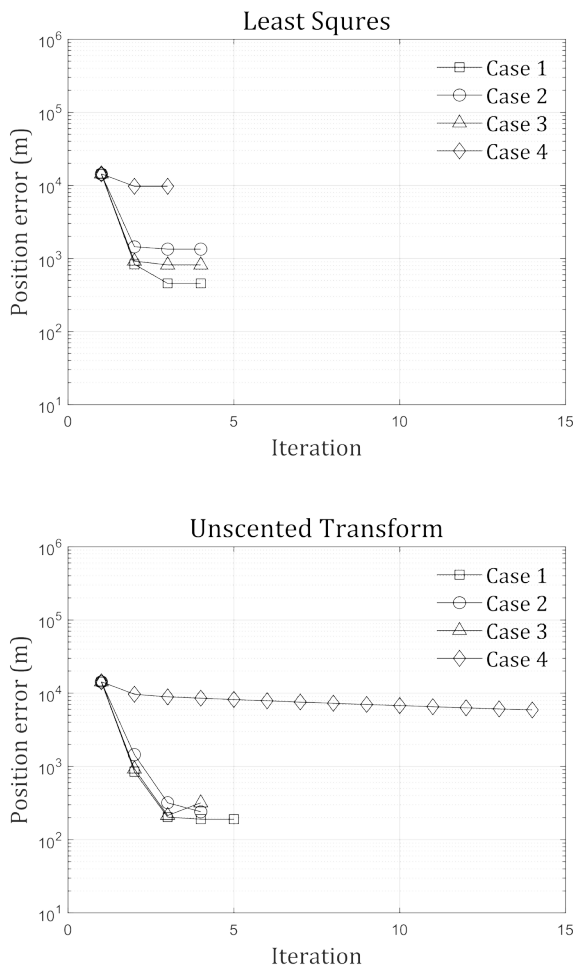 Least Squres
10^6
Case 1
Case 2
Case 3
Case 4
10^5
10^4
10^3
10^2
10^1
Position error (m)
0 5 10 15
Iteration
Unscented Transform
10^6
Case 1
Case 2
Case 3
Case 4
10^5
10^4
10^3
10^2
10^1
Position error (m)
0 5 10 15
Iteration